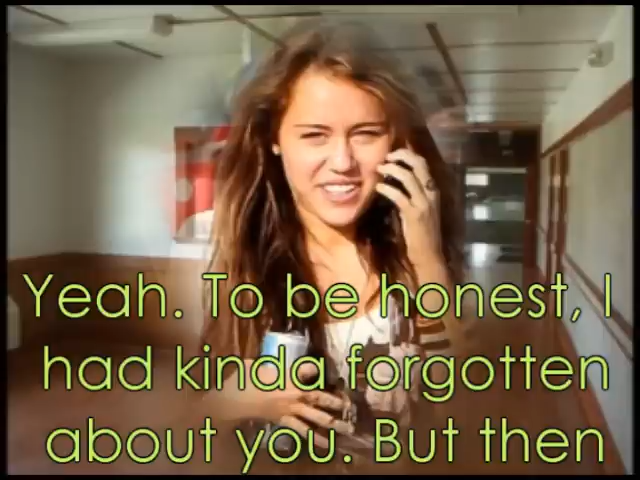 Yeah. To be honest, I
had kinda forgotten
about you. But then